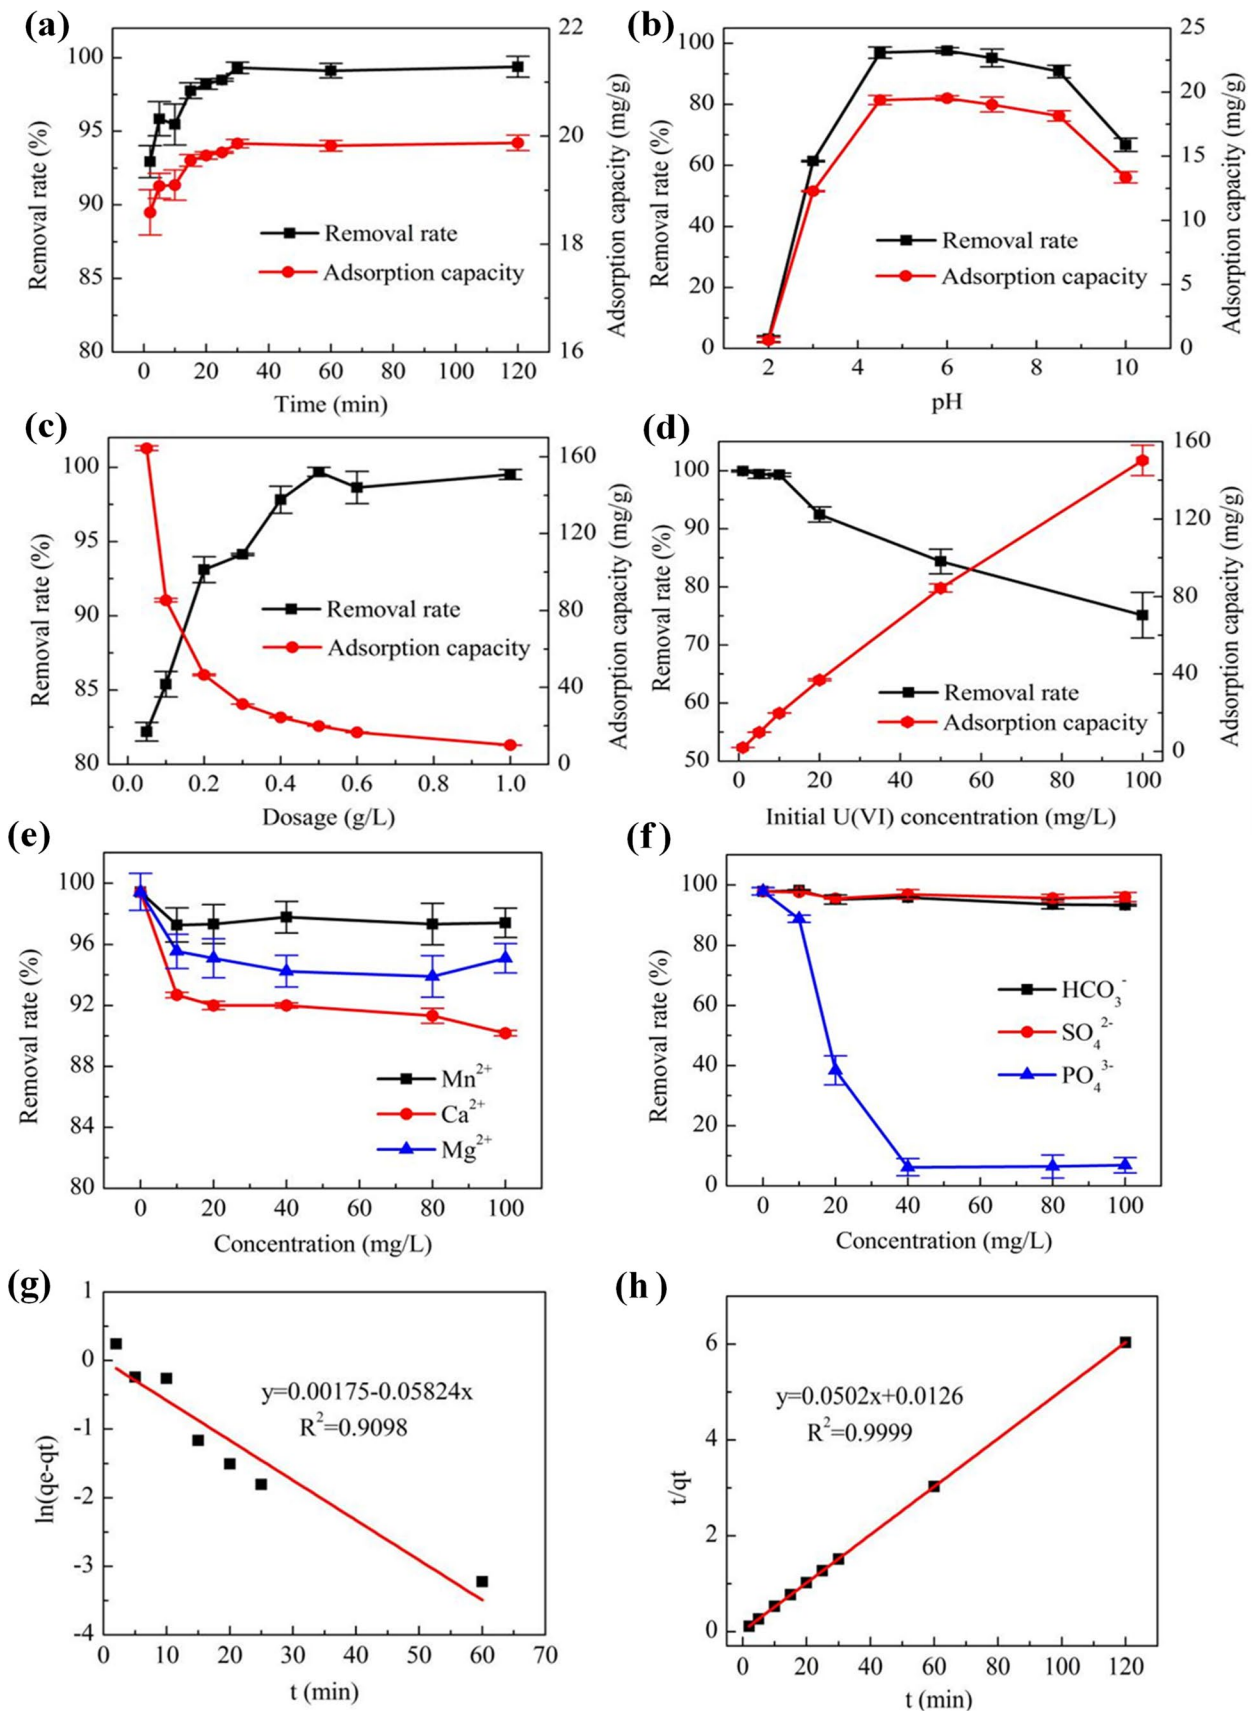 (a)
22
100
20
95
90
18
85
80
16
Removal rate (%)
Adsorption capacity (mg/g)
Removal rate
Adsorption capacity
0 20 40 60 80 100 120
Time (min)
(b)
25
100
20
80
15
60
10
40
5
20
0
0
Removal rate (%)
Adsorption capacity (mg/g)
Removal rate
Adsorption capacity
2 4 6 8 10
pH
(c)
100
160
95
120
90
80
85
40
80
0
Removal rate (%)
Adsorption capacity (mg/g)
Removal rate
Adsorption capacity
0.0 0.2 0.4 0.6 0.8 1.0
Dosage (g/L)
(d)
160
100
120
90
80
80
70
40
60
0
50
Removal rate (%)
Adsorption capacity (mg/g)
Removal rate
Adsorption capacity
0 20 40 60 80 100
Initial U(VI) concentration (mg/L)
(e)
100
96
92
88
84
80
Removal rate (%)
Mn²⁺
Ca²⁺
Mg²⁺
0 20 40 60 80 100
Concentration (mg/L)
(f)
100
80
60
40
20
0
Removal rate (%)
HCO₃⁻
SO₄²⁻
PO₄³⁻
0 20 40 60 80 100
Concentration (mg/L)
(g)
1
0
-1
-2
-3
-4
ln(qe-qt)
y=0.00175-0.05824x
R²=0.9098
0 10 20 30 40 50 60 70
t (min)
(h)
6
4
2
0
t/qt
y=0.0502x+0.0126
R²=0.9999
0 20 40 60 80 100 120
t (min)